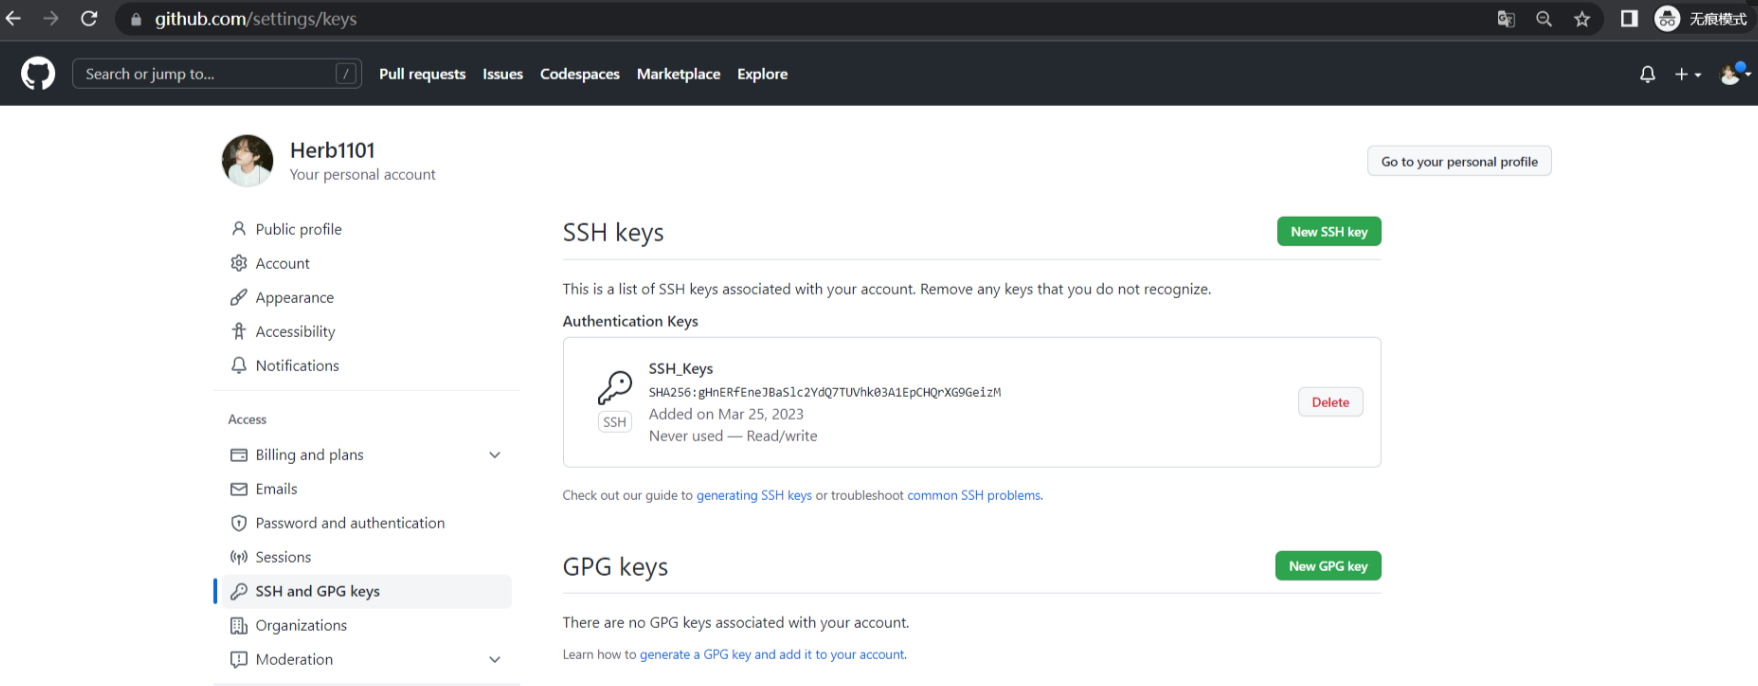 github.com/settings/keys
无痕模式
Search or jump to...
/
Pull requests
Issues
Codespaces
Marketplace
Explore
Herb1101
Your personal account
Go to your personal profile
Public profile
Account
Appearance
Accessibility
Notifications
Access
Billing and plans
Emails
Password and authentication
Sessions
SSH and GPG keys
Organizations
Moderation
SSH keys
New SSH key
This is a list of SSH keys associated with your account. Remove any keys that you do not recognize.
Authentication Keys
SSH_Keys
SHA256:gHnERfEneJBaSlc2YdQ7TUVhk03A1EpCHQrXG9GeizM
Added on Mar 25, 2023
Never used — Read/write
SSH
Delete
Check out our guide to generating SSH keys or troubleshoot common SSH problems.
GPG keys
New GPG key
There are no GPG keys associated with your account.
Learn how to generate a GPG key and add it to your account.